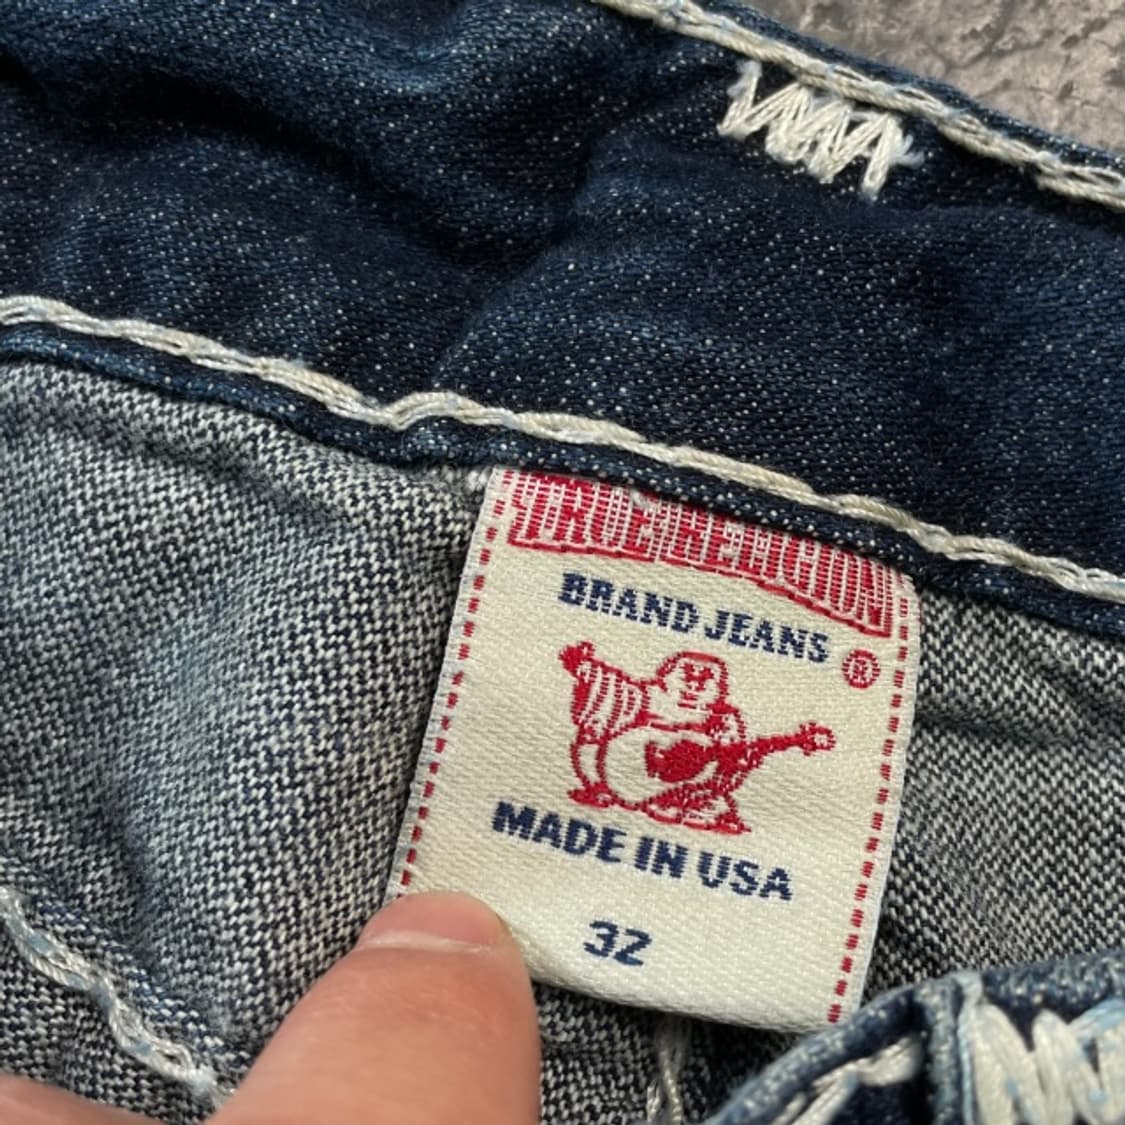 TRUE RELIGION
BRAND JEANS
®
MADE IN USA
32